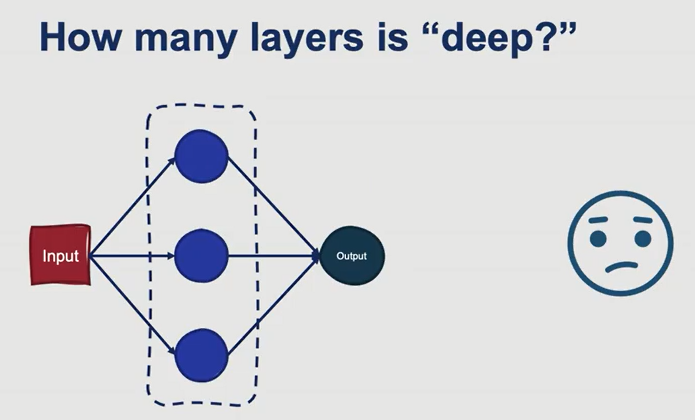 How many layers is “deep?”
Input
Output